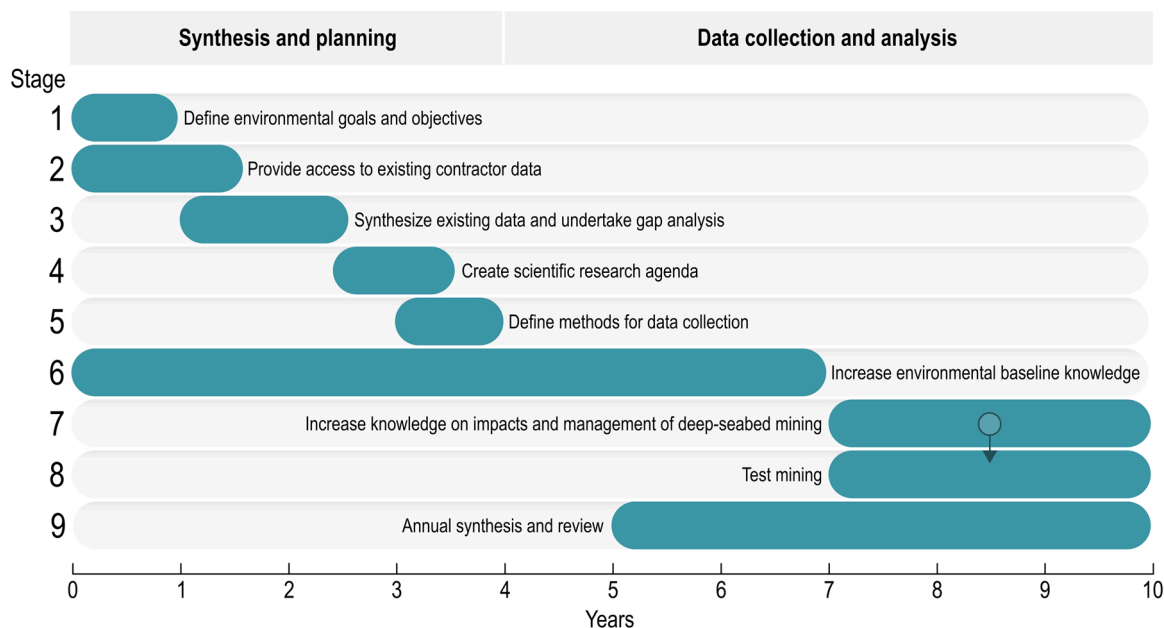 Synthesis and planning
Data collection and analysis
Stage
1 Define environmental goals and objectives
2 Provide access to existing contractor data
3 Synthesize existing data and undertake gap analysis
4 Create scientific research agenda
5 Define methods for data collection
6 Increase environmental baseline knowledge
7 Increase knowledge on impacts and management of deep-seabed mining
8 Test mining
9 Annual synthesis and review
0 1 2 3 4 5 6 7 8 9 10
Years